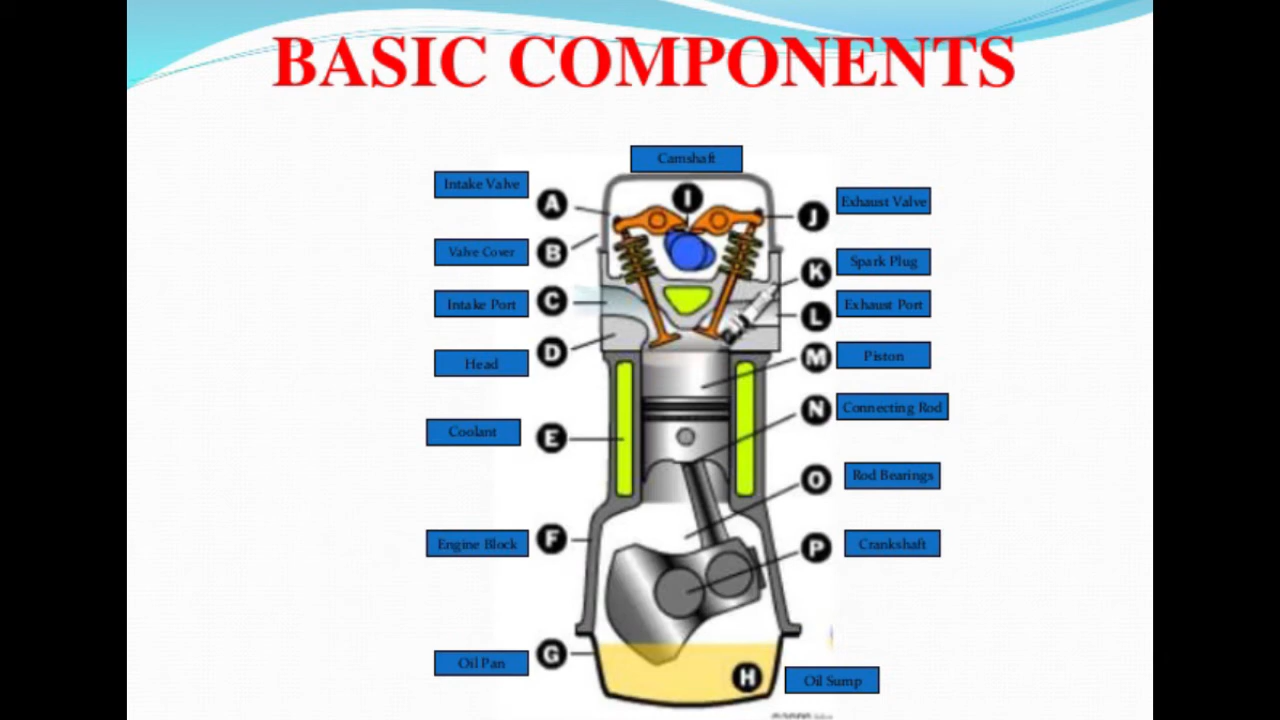 BASIC COMPONENTS
Camshaft
Intake Valve
A
I
J
Exhaust Valve
Valve Cover
B
K
Spark Plug
Intake Port
C
L
Exhaust Port
Head
D
M
Piston
Coolant
E
N
Connecting Rod
O
Rod Bearings
Engine Block
F
P
Crankshaft
Oil Pan
G
H
Oil Sump